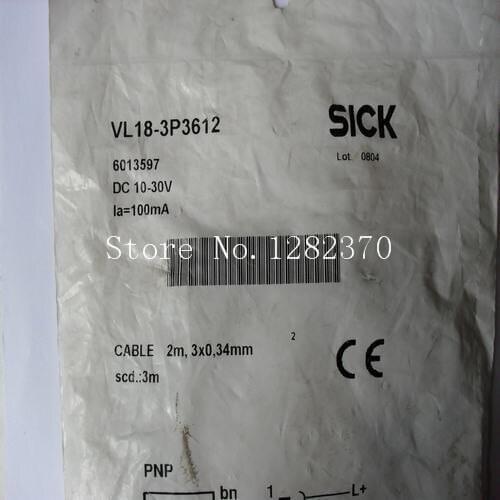 VL18-3P3612
SICK
Lot. 0804
6013597
DC 10-30V
Ia=100mA
Store No. 1282370
CABLE 2m, 3x0,34mm 2
scd.:3m
CE
PNP
bn 1 L+